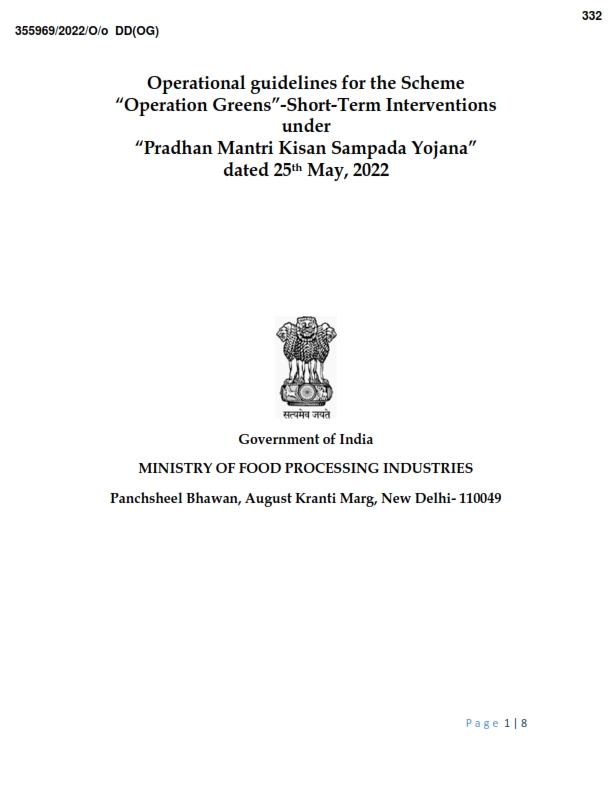 332
355969/2022/O/o DD(OG)
Operational guidelines for the Scheme
“Operation Greens”-Short-Term Interventions
under
“Pradhan Mantri Kisan Sampada Yojana”
dated 25th May, 2022
सत्यमेव जयते
Government of India
MINISTRY OF FOOD PROCESSING INDUSTRIES
Panchsheel Bhawan, August Kranti Marg, New Delhi- 110049
Page 1 | 8